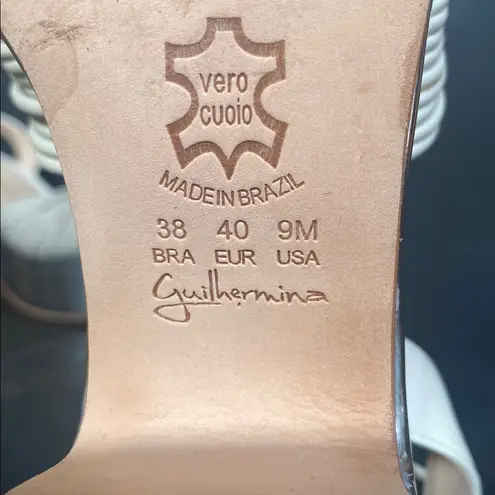 vero
cuoio
MADE IN BRAZIL
38 40 9M
BRA EUR USA
Guilhermina